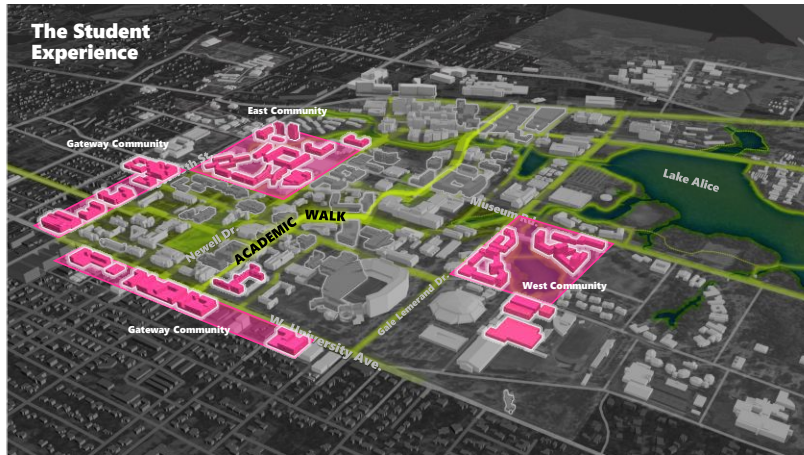 The Student
Experience
East Community
Gateway Community
Lake Alice
Museum
Newell Dr.
ACADEMIC WALK
West Community
Gale Lemerand Dr.
Gateway Community
W. University Ave.